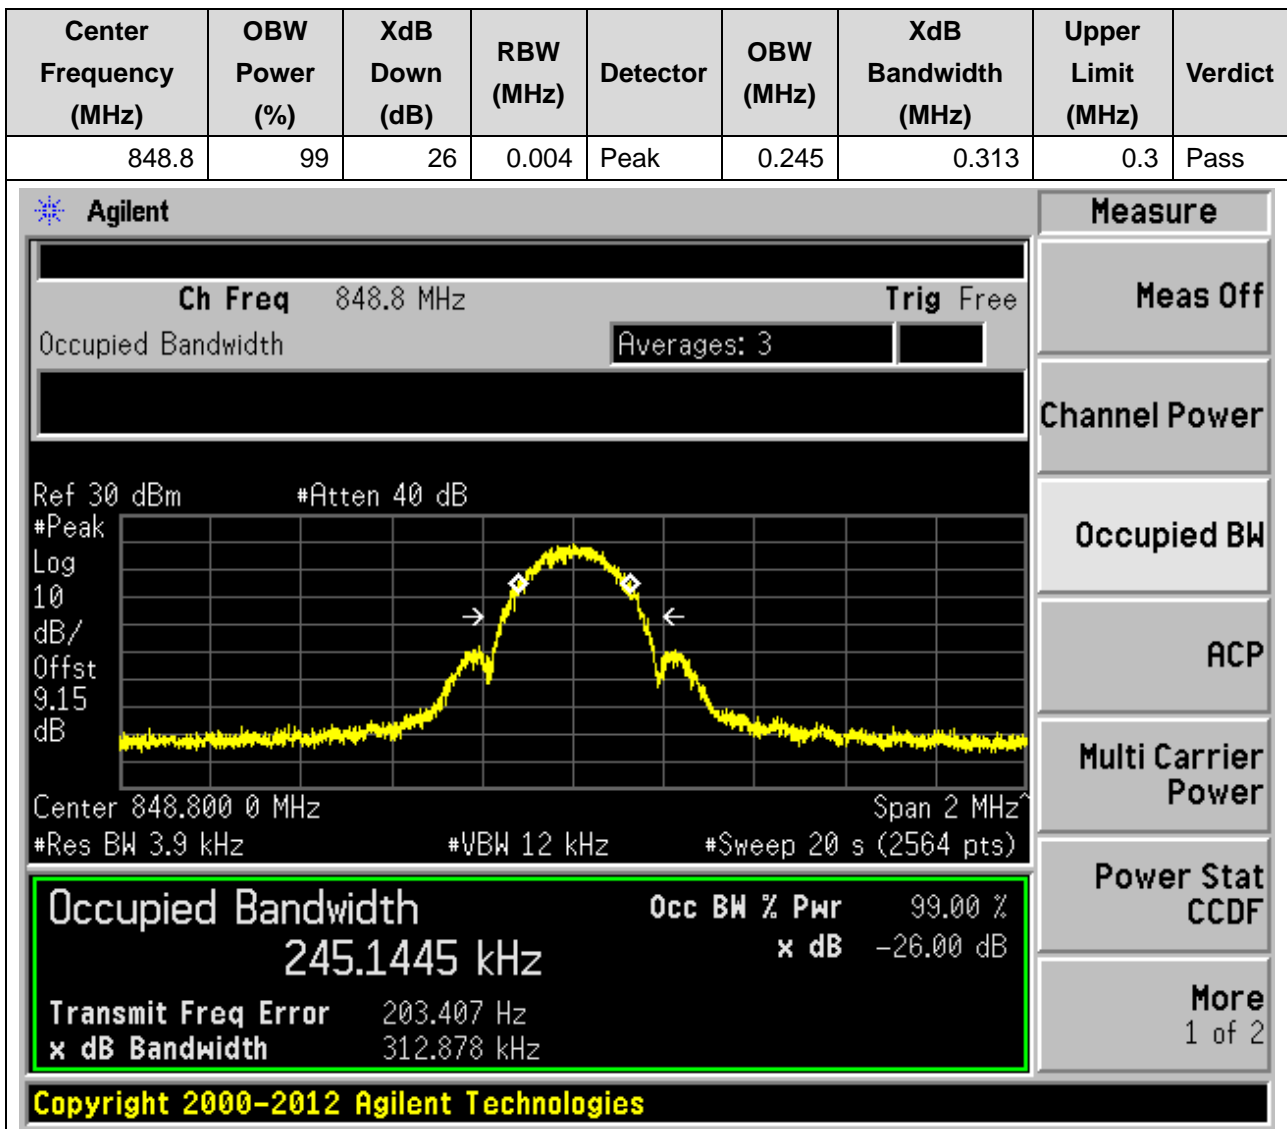 Center Frequency (MHz) OBW Power (%) XdB Down (dB) RBW (MHz) Detector OBW (MHz) XdB Bandwidth (MHz) Upper Limit (MHz) Verdict
848.8 99 26 0.004 Peak 0.245 0.313 0.3 Pass
Agilent
Measure
Ch Freq 848.8 MHz Trig Free
Meas Off
Occupied Bandwidth Averages: 3
Channel Power
Ref 30 dBm #Atten 40 dB
#Peak
Log
10
dB/
Offst
9.15
dB
Occupied BW
ACP
Center 848.800 0 MHz Span 2 MHz^
#Res BW 3.9 kHz #VBW 12 kHz #Sweep 20 s (2564 pts)
Multi Carrier
Power
Occupied Bandwidth Occ BW % Pwr 99.00 %
245.1445 kHz x dB -26.00 dB
Power Stat
CCDF
Transmit Freq Error 203.407 Hz
x dB Bandwidth 312.878 kHz
More
1 of 2
Copyright 2000-2012 Agilent Technologies